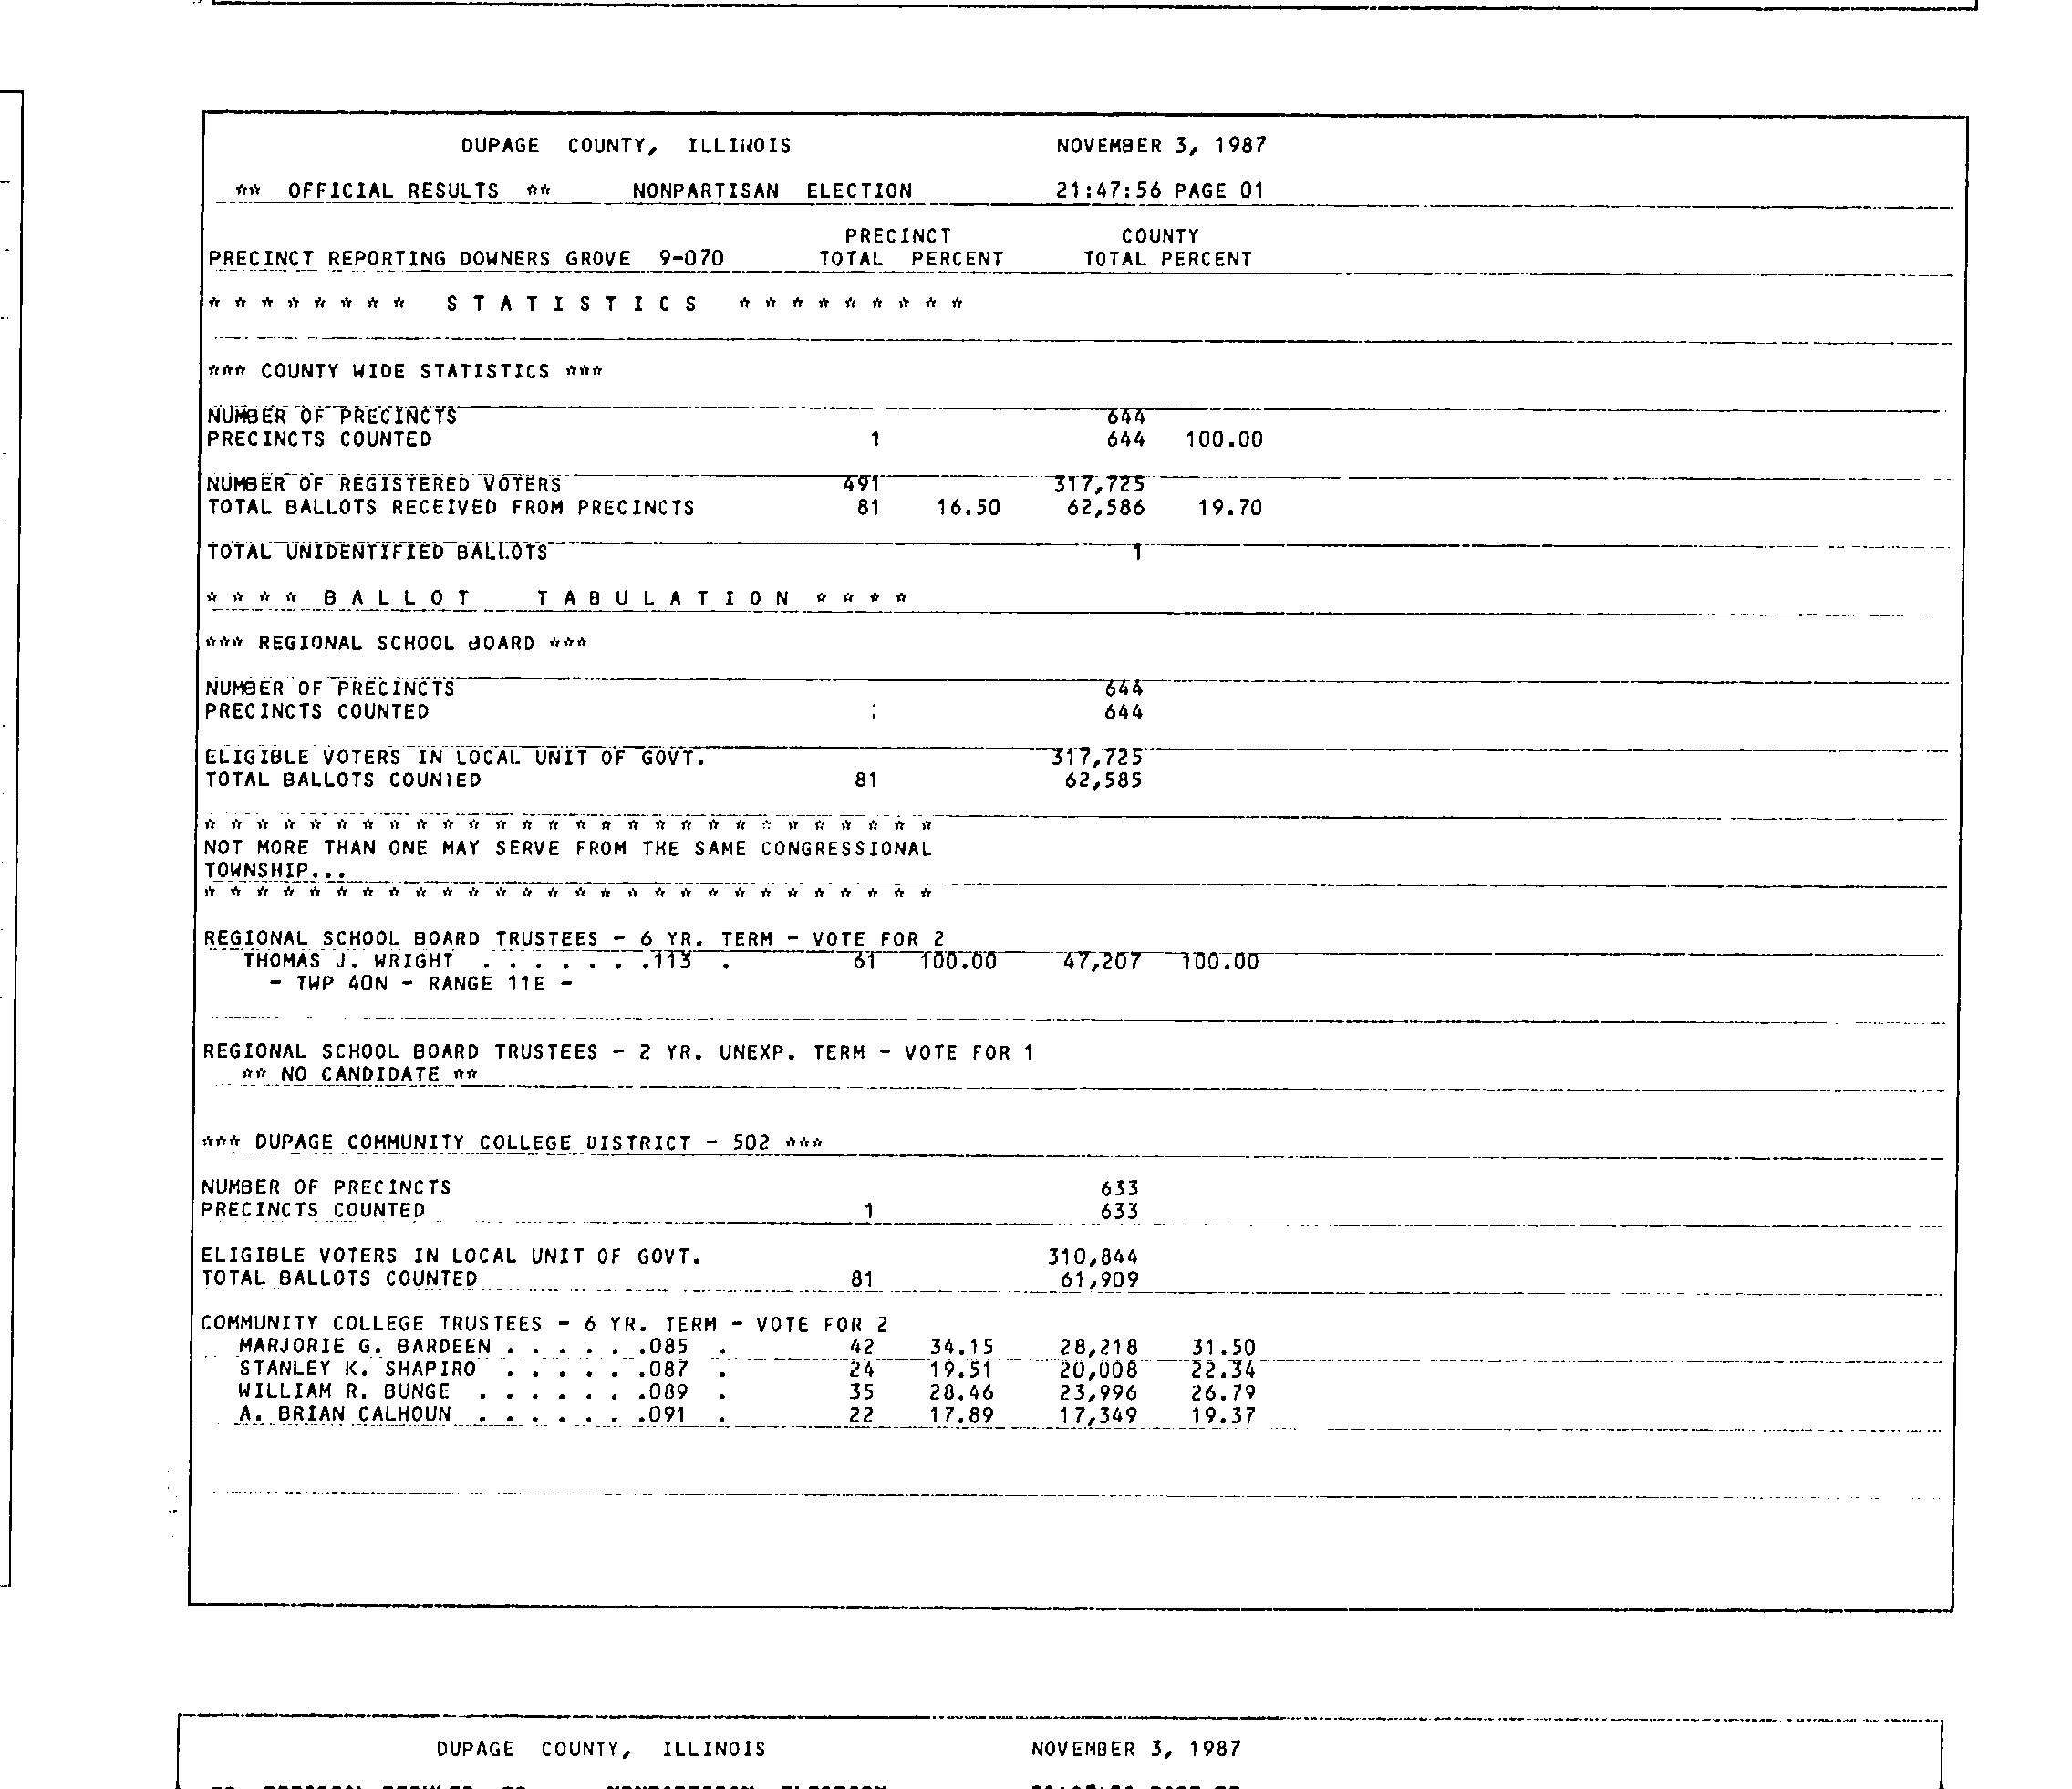 DUPAGE COUNTY, ILLINOIS NOVEMBER 3, 1987
** OFFICIAL RESULTS ** NONPARTISAN ELECTION 21:47:56 PAGE 01
PRECINCT COUNTY
PRECINCT REPORTING DOWNERS GROVE 9-070 TOTAL PERCENT TOTAL PERCENT
* * * * * * * * S T A T I S T I C S * * * * * * * * *
*** COUNTY WIDE STATISTICS ***
NUMBER OF PRECINCTS 644
PRECINCTS COUNTED 1 644 100.00
NUMBER OF REGISTERED VOTERS 491 317,725
TOTAL BALLOTS RECEIVED FROM PRECINCTS 81 16.50 62,586 19.70
TOTAL UNIDENTIFIED BALLOTS 1
* * * * B A L L O T T A B U L A T I O N * * * *
*** REGIONAL SCHOOL BOARD ***
NUMBER OF PRECINCTS 644
PRECINCTS COUNTED 644
ELIGIBLE VOTERS IN LOCAL UNIT OF GOVT. 317,725
TOTAL BALLOTS COUNTED 81 62,585
* * * * * * * * * * * * * * * * * * * * * * * * * * * *
NOT MORE THAN ONE MAY SERVE FROM THE SAME CONGRESSIONAL
TOWNSHIP...
* * * * * * * * * * * * * * * * * * * * * * * * * * * *
REGIONAL SCHOOL BOARD TRUSTEES - 6 YR. TERM - VOTE FOR 2
THOMAS J. WRIGHT . . . . . . .113 . 61 100.00 47,207 100.00
- TWP 40N - RANGE 11E -
REGIONAL SCHOOL BOARD TRUSTEES - 2 YR. UNEXP. TERM - VOTE FOR 1
** NO CANDIDATE **
*** DUPAGE COMMUNITY COLLEGE DISTRICT - 502 ***
NUMBER OF PRECINCTS 633
PRECINCTS COUNTED 1 633
ELIGIBLE VOTERS IN LOCAL UNIT OF GOVT. 310,844
TOTAL BALLOTS COUNTED 81 61,909
COMMUNITY COLLEGE TRUSTEES - 6 YR. TERM - VOTE FOR 2
MARJORIE G. BARDEEN . . . . . .085 . 42 34.15 28,218 31.50
STANLEY K. SHAPIRO . . . . . .087 . 24 19.51 20,008 22.34
WILLIAM R. BUNGE . . . . . . .089 . 35 28.46 23,996 26.79
A. BRIAN CALHOUN . . . . . . .091 . 22 17.89 17,349 19.37
DUPAGE COUNTY, ILLINOIS NOVEMBER 3, 1987